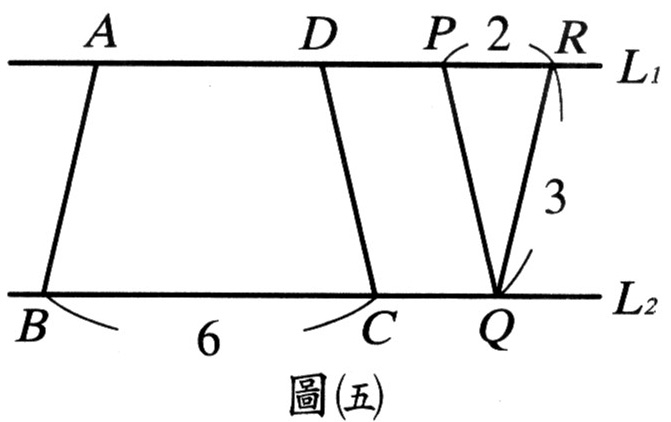 A D P 2 R
L₁
3
L₂
B 6 C Q
圖(五)